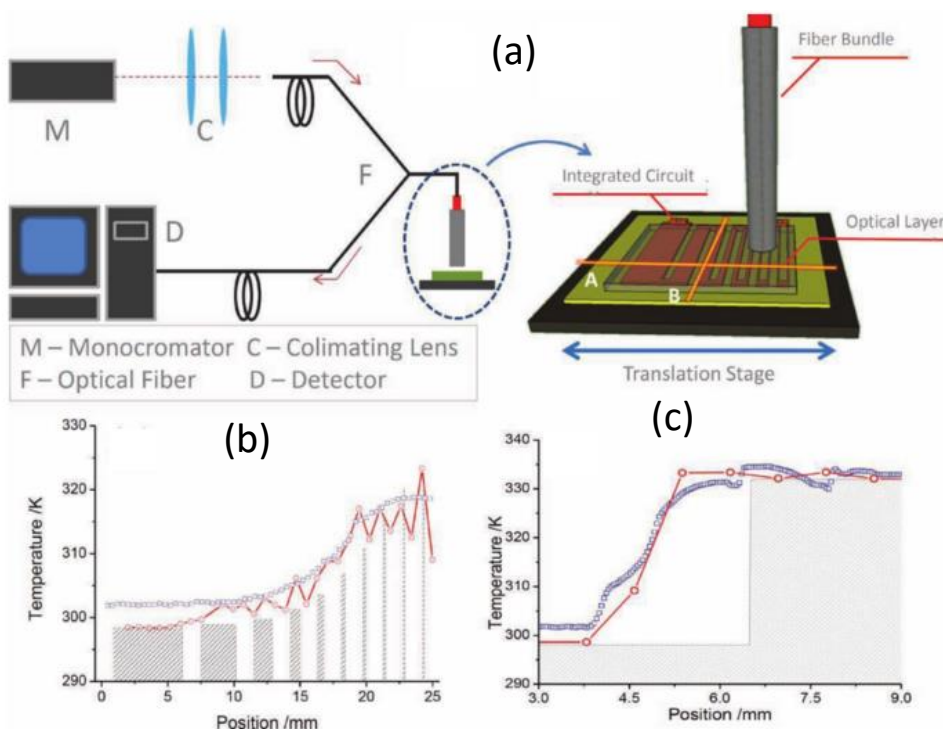 (a)
Fiber Bundle
M
C
F
D
Integrated Circuit
Optical Layer
A
B
M – Monocromator C – Colimating Lens
F – Optical Fiber D – Detector
Translation Stage
(b)
Temperature /K
330
320
310
300
290
0 5 10 15 20 25
Position /mm
(c)
Temperature /K
340
330
320
310
300
290
3.0 4.5 6.0 7.5 9.0
Position /mm